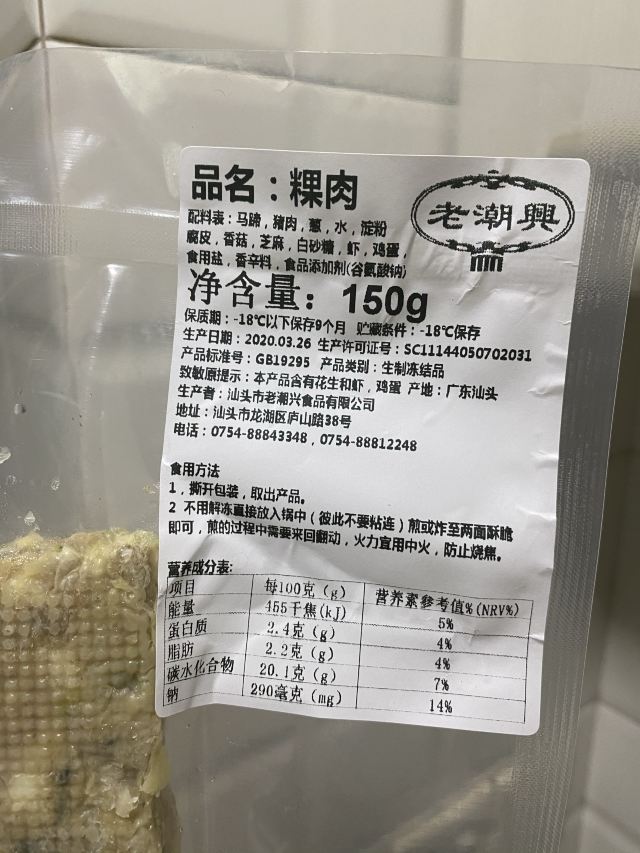 品名：粿肉
老潮興
配料表：马蹄，猪肉，葱，水，淀粉
腐皮，香菇，芝麻，白砂糖，虾，鸡蛋，
食用盐，香辛料，食品添加剂(谷氨酸钠)
净含量：150g
保质期：-18℃以下保存9个月 贮藏条件：-18℃保存
生产日期：2020.03.26 生产许可证号：SC11144050702031
产品标准号：GB19295 产品类别：生制冻结品
致敏原提示：本产品含有花生和虾，鸡蛋 产地：广东汕头
生产者：汕头市老潮兴食品有限公司
地址：汕头市龙湖区庐山路38号
电话：0754-88843348，0754-88812248
食用方法
1，撕开包装，取出产品。
2 不用解冻直接放入锅中（彼此不要粘连）煎或炸至两面酥脆
即可，煎的过程中需要来回翻动，火力宜用中火，防止烧焦。
营养成分表:
项目 每100克（g） 营养素参考值%(NRV%)
能量 455千焦(kJ) 5%
蛋白质 2.4克（g） 4%
脂肪 2.2克（g） 4%
碳水化合物 20.1克（g） 7%
钠 290毫克（mg） 14%